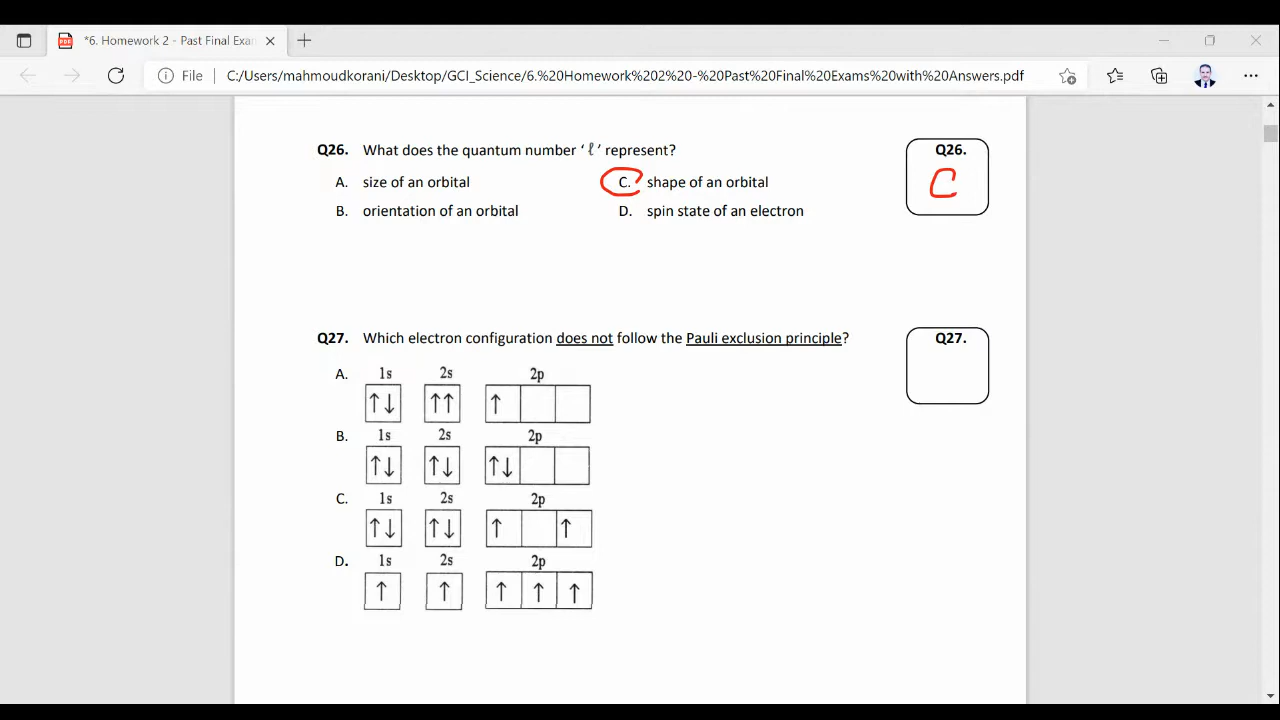 *6. Homework 2 - Past Final Exa
File C:/Users/mahmoudkorani/Desktop/GCI_Science/6.%20Homework%202%20-%20Past%20Final%20Exams%20with%20Answers.pdf
Q26. What does the quantum number ‘ℓ’ represent? Q26.
A. size of an orbital C. shape of an orbital C
B. orientation of an orbital D. spin state of an electron
Q27. Which electron configuration does not follow the Pauli exclusion principle? Q27.
A. 1s 2s 2p
↑↓ ↑↑ ↑
B. 1s 2s 2p
↑↓ ↑↓ ↑↓
C. 1s 2s 2p
↑↓ ↑↓ ↑ ↑
D. 1s 2s 2p
↑ ↑ ↑ ↑ ↑